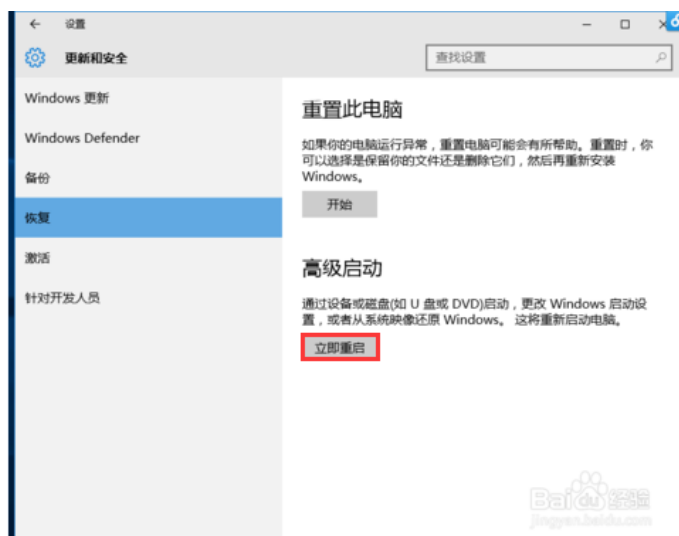 设置
更新和安全
查找设置
Windows 更新
Windows Defender
备份
恢复
激活
针对开发人员
重置此电脑
如果你的电脑运行异常，重置电脑可能会有所帮助。重置时，你
可以选择是保留你的文件还是删除它们，然后再重新安装
Windows。
开始
高级启动
通过设备或磁盘(如 U 盘或 DVD)启动，更改 Windows 启动设
置，或者从系统映像还原 Windows。 这将重新启动电脑。
立即重启
Baidu 经验
jingyan.baidu.com